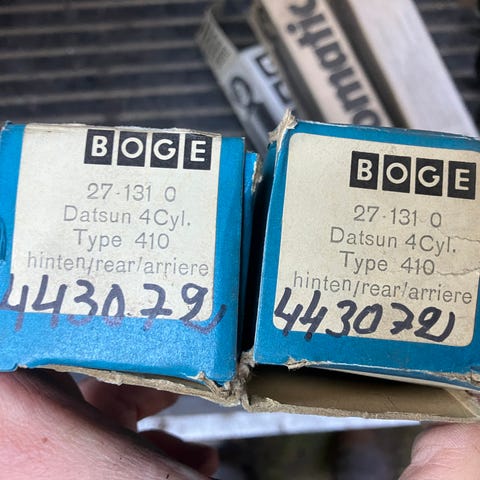 BOGE
27-131 0
Datsun 4Cyl.
Type 410
hinten/rear/arriere
443079
BOGE
27-131 0
Datsun 4Cyl.
Type 410
hinten/rear/arriere
443079
omatic